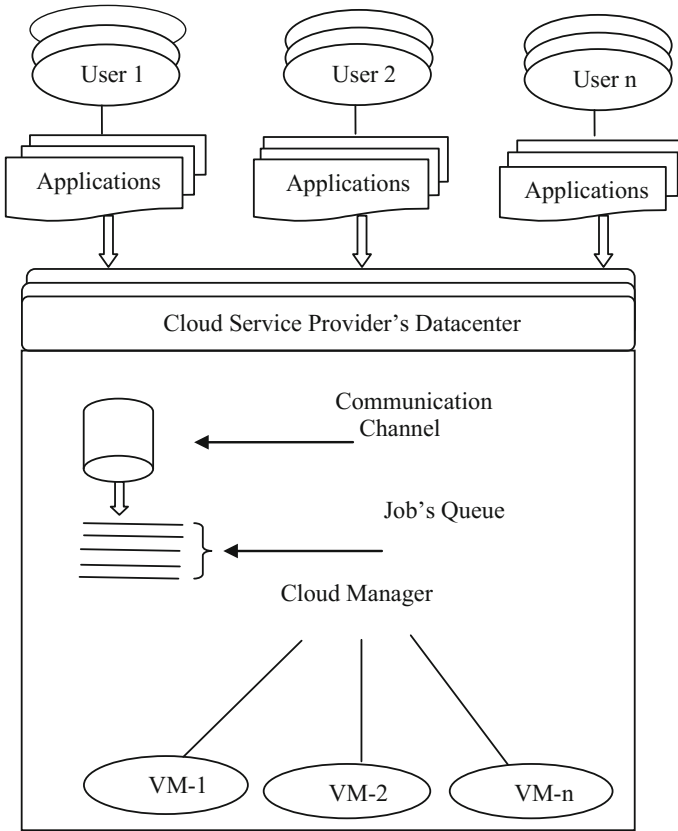 User 1
User 2
User n
Applications
Applications
Applications
Cloud Service Provider’s Datacenter
Communication
Channel
Job’s Queue
Cloud Manager
VM-1
VM-2
VM-n